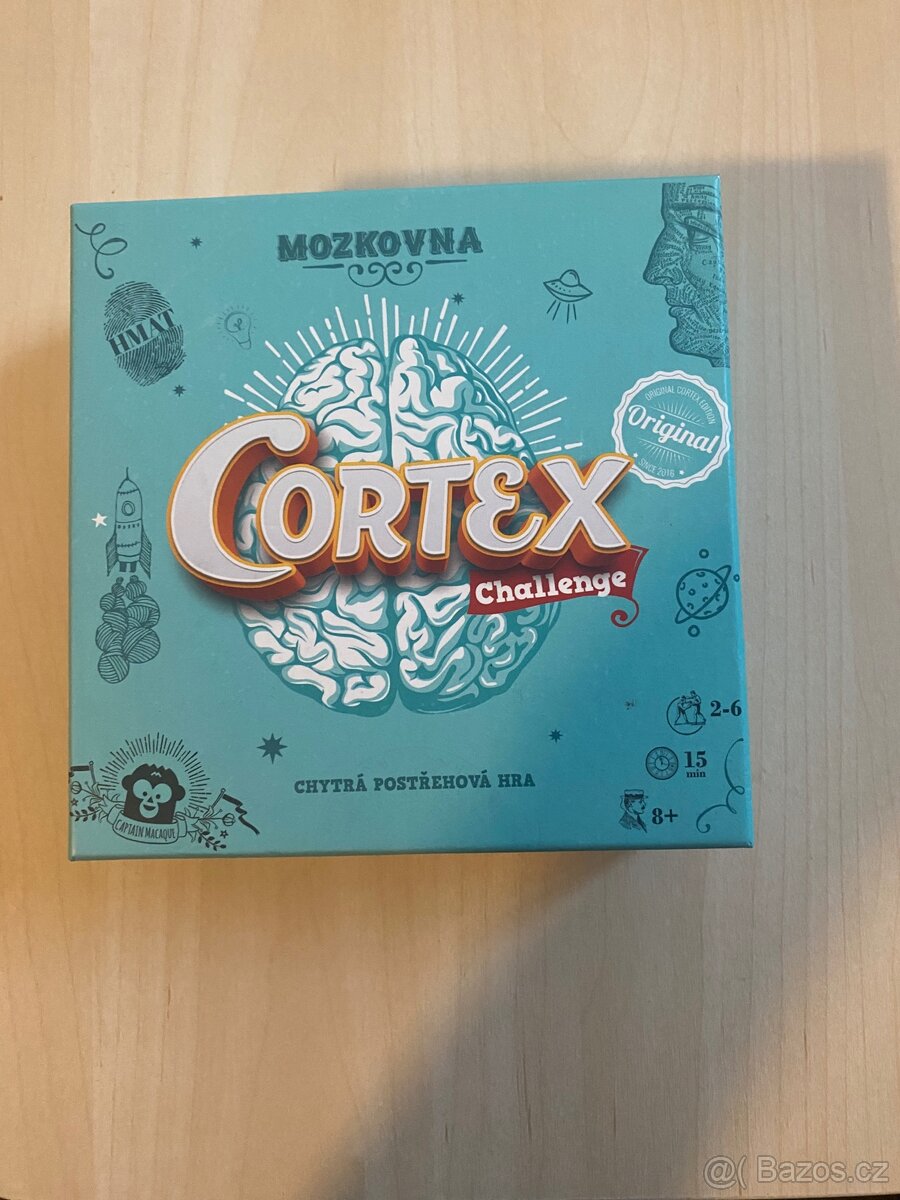 MOZKOVNA
HMAT
ORIGINAL CORTEX EDITION
Original
SINCE 2016
CORTEX
Challenge
2-6
15
min
8+
CHYTRÁ POSTŘEHOVÁ HRA
CAPTAIN MACAQUE
@( Bazos.cz